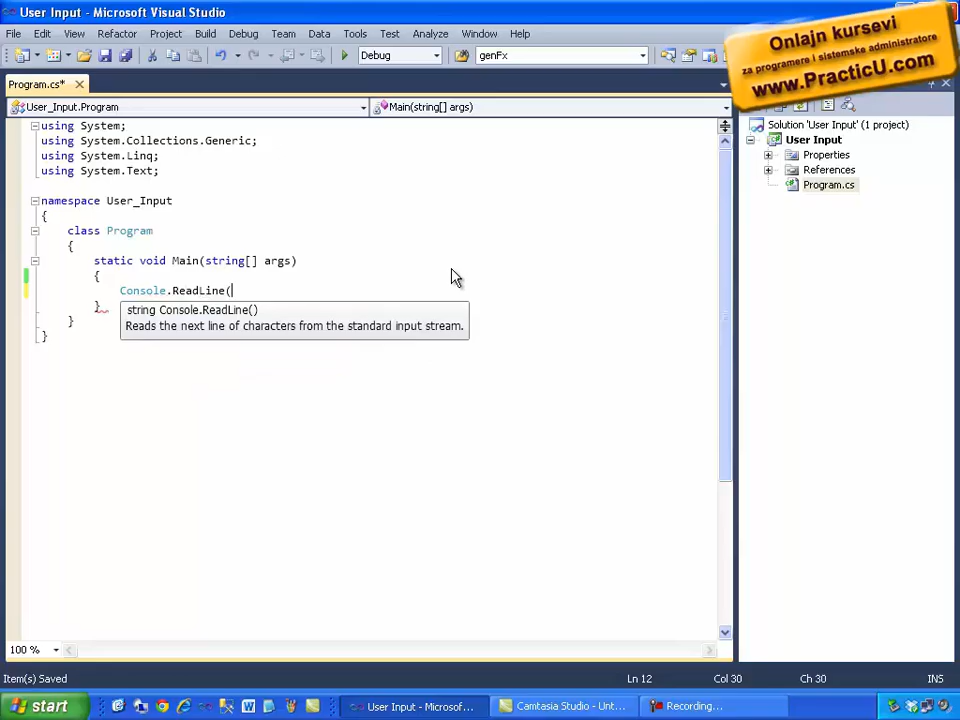 User Input - Microsoft Visual Studio
Onlajn kursevi
za programere i sistemske administratore
www.PracticU.com
File Edit View Refactor Project Build Debug Team Data Tools Test Analyze Window Help
Debug genFx
Program.cs*
User_Input.Program Main(string[] args)
Solution 'User Input' (1 project)
User Input
Properties
References
Program.cs
using System;
using System.Collections.Generic;
using System.Linq;
using System.Text;
namespace User_Input
{
class Program
{
static void Main(string[] args)
{
Console.ReadLine(
}
string Console.ReadLine()
Reads the next line of characters from the standard input stream.
}
}
100 %
Item(s) Saved Ln 12 Col 30 Ch 30 INS
start User Input - Microsof... Camtasia Studio - Unt... Recording...